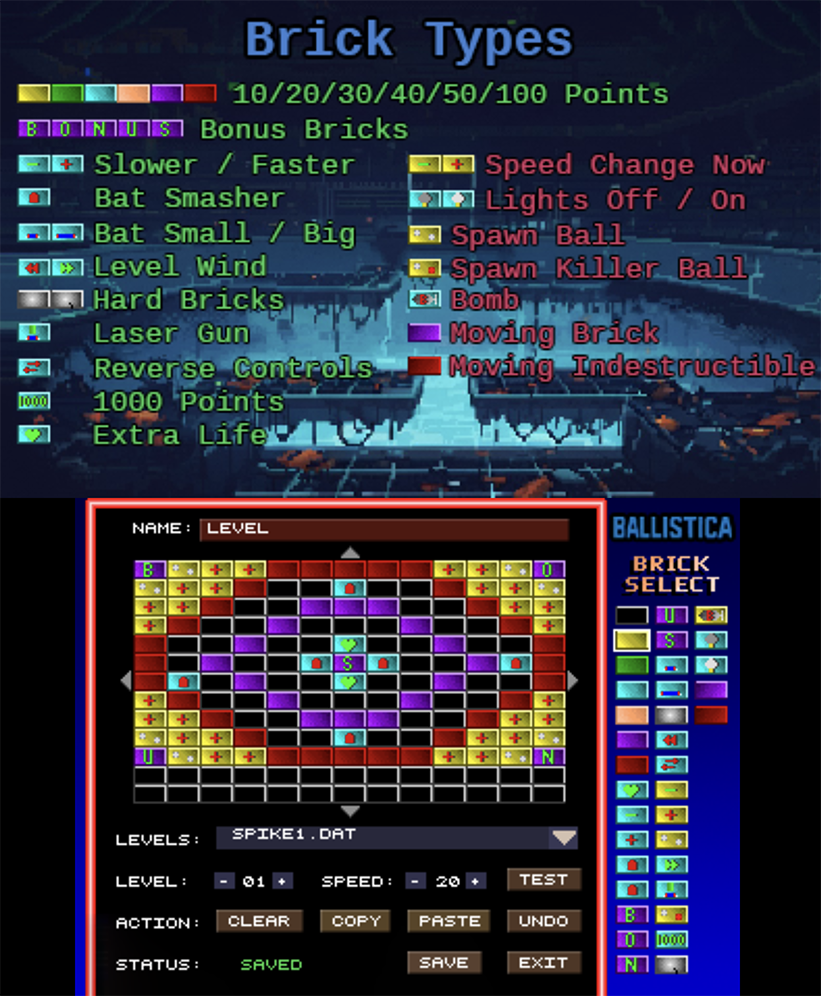 Brick Types
10/20/30/40/50/100 Points
B O N U S Bonus Bricks
- + Slower / Faster
- + Speed Change Now
Bat Smasher
Lights Off / On
Bat Small / Big
Spawn Ball
Level Wind
Spawn Killer Ball
Hard Bricks
Bomb
Laser Gun
Moving Brick
Reverse Controls
Moving Indestructible
1000 1000 Points
Extra Life
NAME: LEVEL
B + + + + O
+ + + +
+ + + +
+ +
S
+ +
+ + + +
+ + + +
U + + + + N
LEVELS: SPIKE1.DAT
LEVEL: - 01 + SPEED: - 20 + TEST
ACTION: CLEAR COPY PASTE UNDO
STATUS: SAVED SAVE EXIT
BALLISTICA
BRICK
SELECT
U
S
-
- +
+
B
O 1000
N